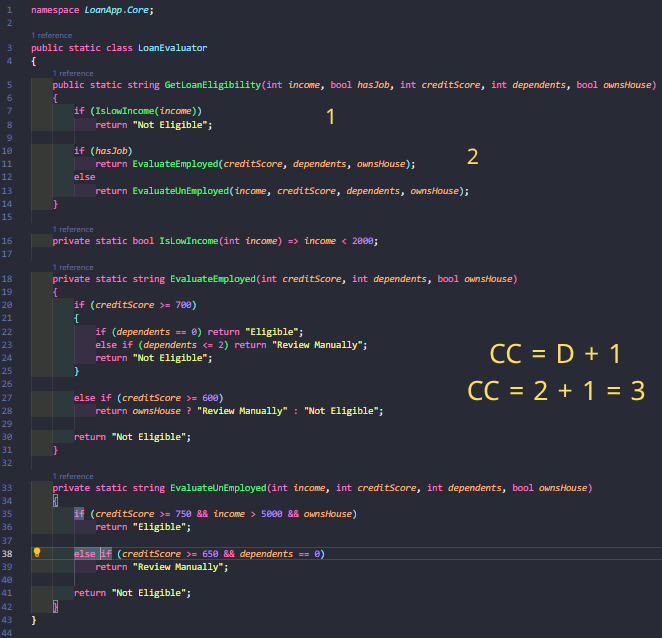 1 namespace LoanApp.Core;
2
1 reference
3 public static class LoanEvaluator
4 {
1 reference
5 public static string GetLoanEligibility(int income, bool hasJob, int creditScore, int dependents, bool ownsHouse)
6 {
7 if (IsLowIncome(income)) 1
8 return "Not Eligible";
9
10 if (hasJob) 2
11 return EvaluateEmployed(creditScore, dependents, ownsHouse);
12 else
13 return EvaluateUnEmployed(income, creditScore, dependents, ownsHouse);
14 }
15
1 reference
16 private static bool IsLowIncome(int income) => income < 2000;
17
1 reference
18 private static string EvaluateEmployed(int creditScore, int dependents, bool ownsHouse)
19 {
20 if (creditScore >= 700)
21 {
22 if (dependents == 0) return "Eligible";
23 else if (dependents <= 2) return "Review Manually";
24 return "Not Eligible";
25 }
26
27 else if (creditScore >= 600)
28 return ownsHouse ? "Review Manually" : "Not Eligible";
29
30 return "Not Eligible";
31 }
32
CC = D + 1
CC = 2 + 1 = 3
1 reference
33 private static string EvaluateUnEmployed(int income, int creditScore, int dependents, bool ownsHouse)
34 {
35 if (creditScore >= 750 && income > 5000 && ownsHouse)
36 return "Eligible";
37
38 else if (creditScore >= 650 && dependents == 0)
39 return "Review Manually";
40
41 return "Not Eligible";
42 }
43 }
44